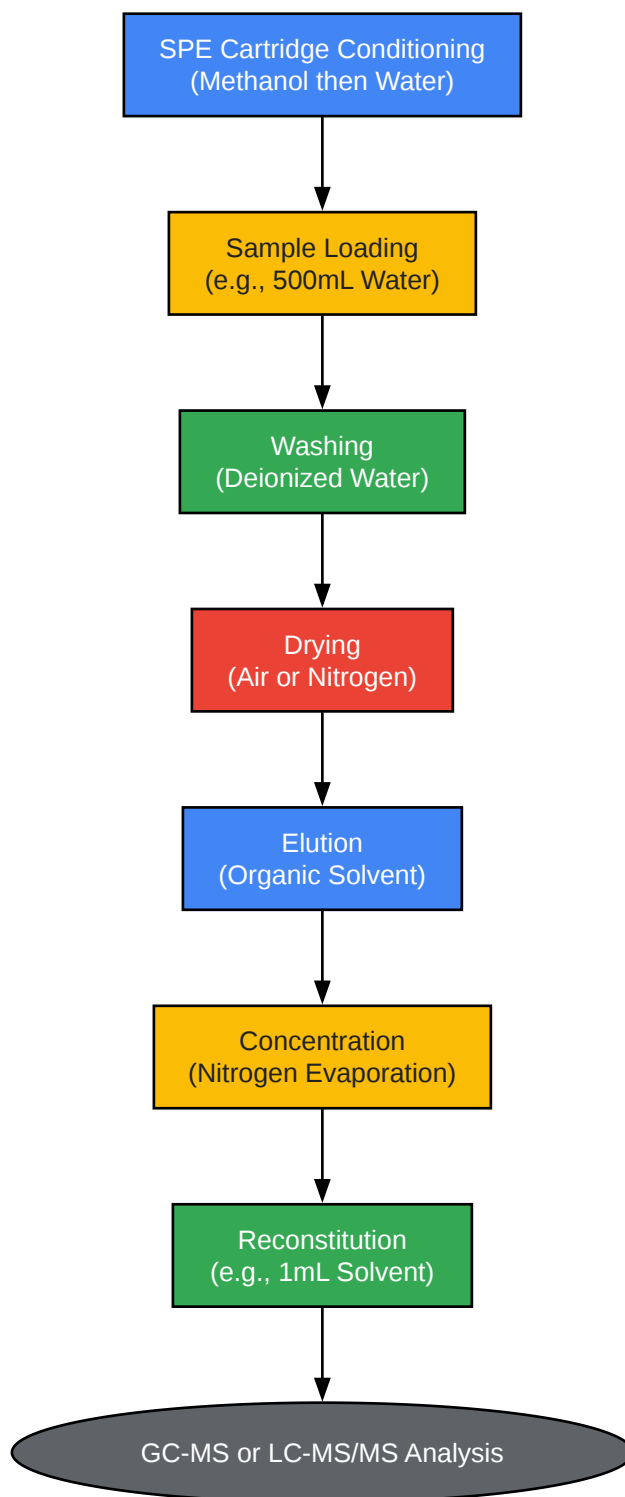 SPE Cartridge Conditioning
(Methanol then Water)
Sample Loading
(e.g., 500mL Water)
Washing
(Deionized Water)
Drying
(Air or Nitrogen)
Elution
(Organic Solvent)
Concentration
(Nitrogen Evaporation)
Reconstitution
(e.g., 1mL Solvent)
GC-MS or LC-MS/MS Analysis